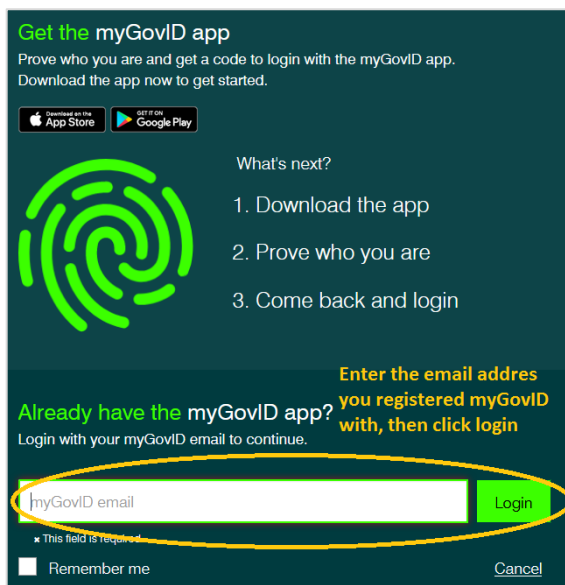 Get the myGovID app
Prove who you are and get a code to login with the myGovID app.
Download the app now to get started.
Download on the
App Store
GET IT ON
Google Play
What's next?
1. Download the app
2. Prove who you are
3. Come back and login
Enter the email addres
you registered myGovID
with, then click login
Already have the myGovID app?
Login with your myGovID email to continue.
myGovID email
Login
× This field is required
Remember me
Cancel